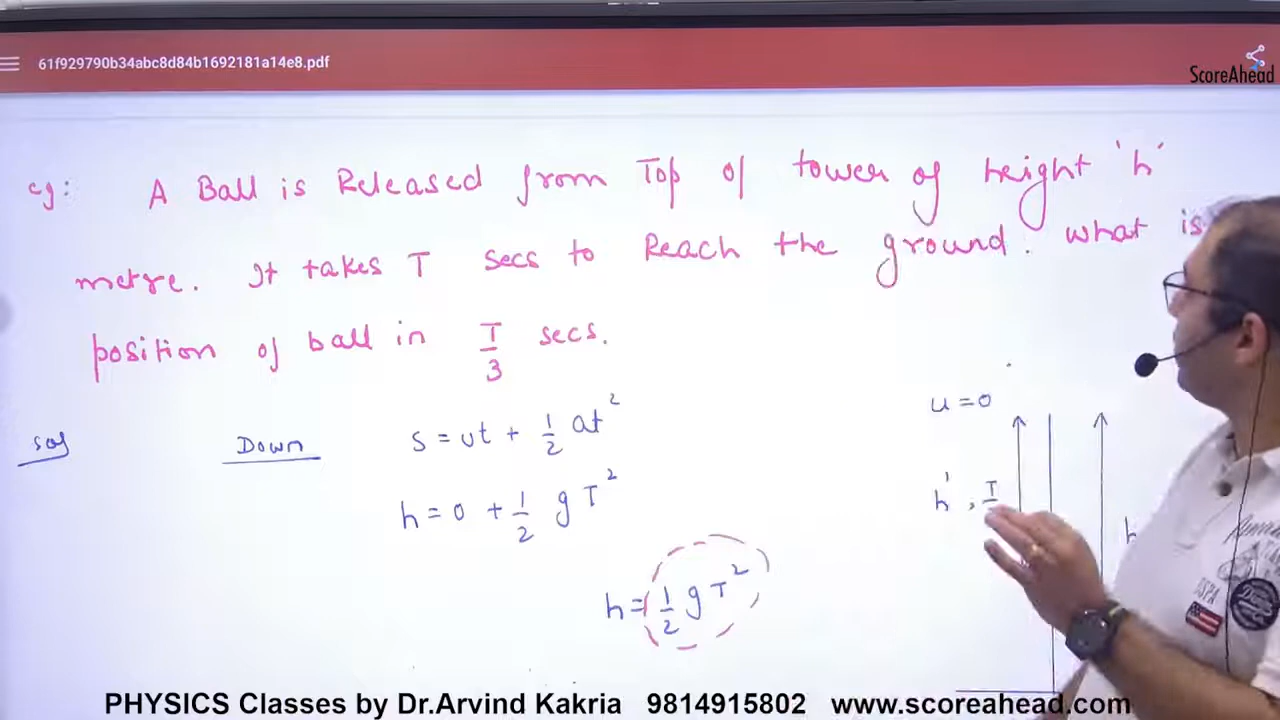 61f929790b34abc8d84b1692181a14e8.pdf
ScoreAhead
eg: A Ball is Released from Top of tower of height 'h'
metre. It takes T secs to Reach the ground. what is
position of ball in T/3 secs.
Sol
Down
s = ut + 1/2 at²
h = 0 + 1/2 g T²
h = 1/2 g T²
u = 0
h', T
h
USPA
PHYSICS Classes by Dr.Arvind Kakria 9814915802 www.scoreahead.com